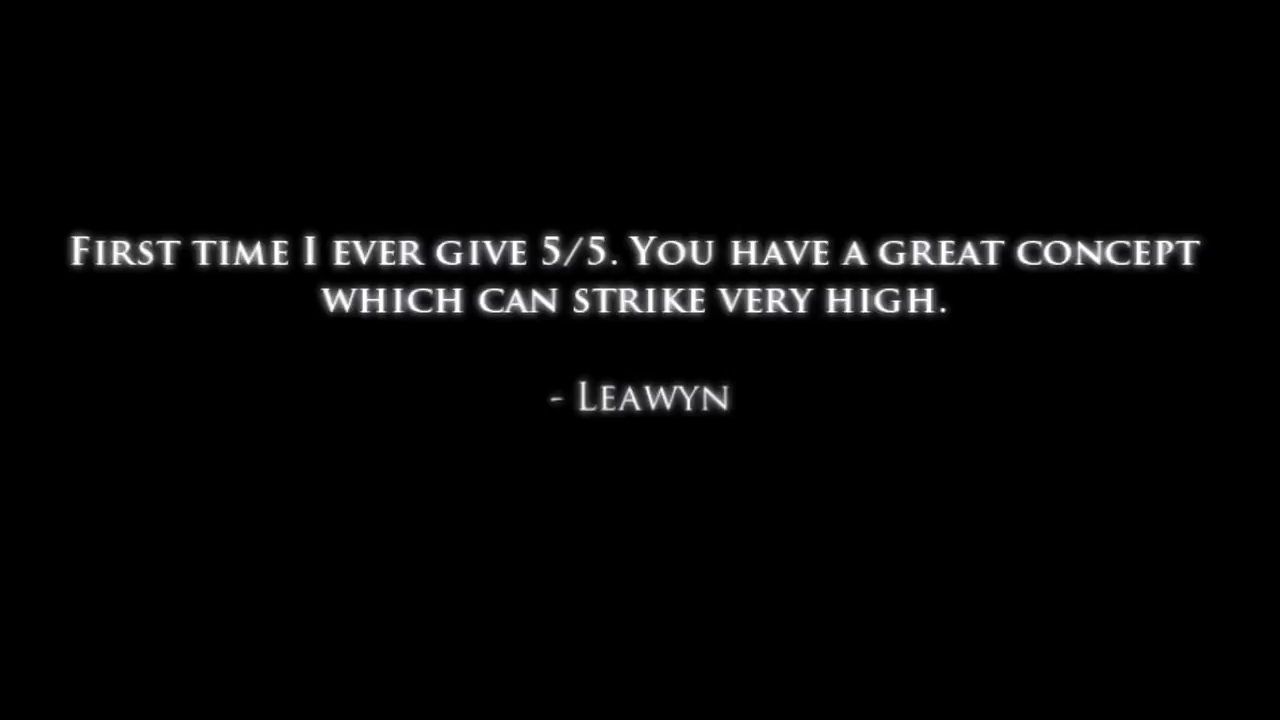 First time I ever give 5/5. You have a great concept
which can strike very high.
- Leawyn